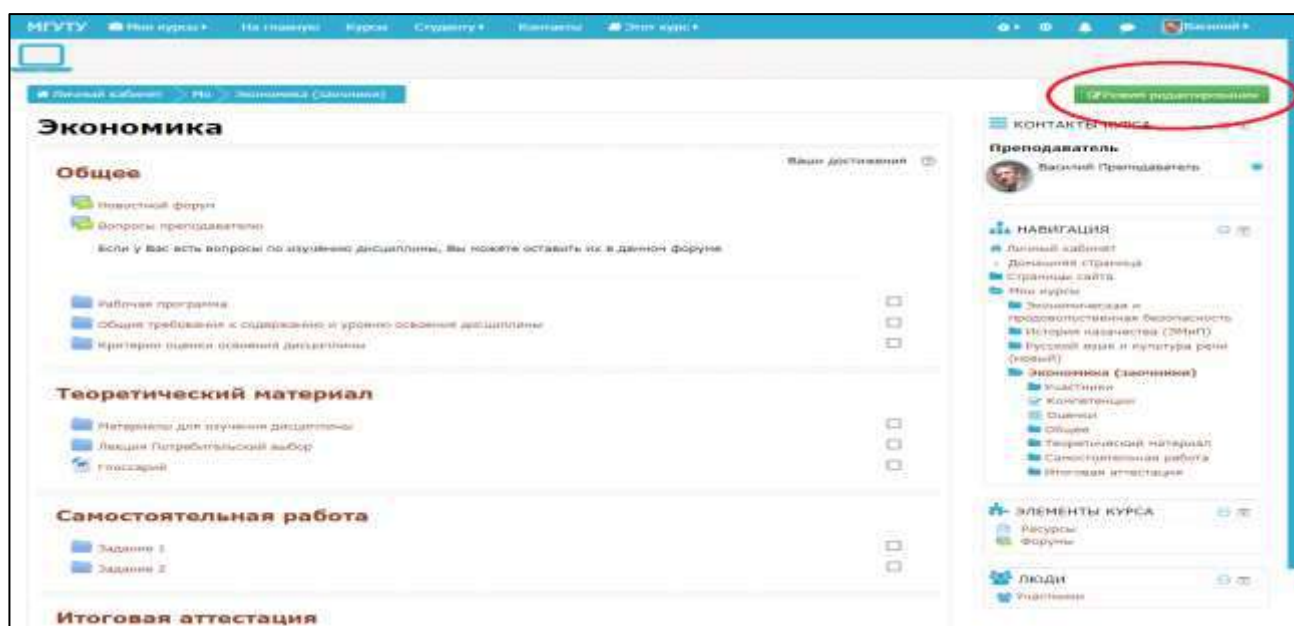 МГУТУ Мои курсы На главную Курсы Студенту Контакты Этот курс Василий
Личный кабинет Мо Экономика (заочники) Режим редактирования
Экономика
Ваши достижения
Общее
Новостной форум
Вопросы преподавателю
Если у Вас есть вопросы по изучению дисциплины, Вы можете оставить их в данном форуме
Рабочая программа
Общие требования к содержанию и уровню освоения дисциплины
Критерии оценки освоения дисциплины
Теоретический материал
Материалы для изучения дисциплины
Лекция Потребительский выбор
Глоссарий
Самостоятельная работа
Задание 1
Задание 2
Итоговая аттестация
КОНТАКТЫ КУРСА
Преподаватель
Василий Преподаватель
НАВИГАЦИЯ
Личный кабинет
Домашняя страница
Страницы сайта
Мои курсы
Экономическая и
продовольственная безопасность
История казачества (ЭМиП)
Русский язык и культура речи
(новый)
Экономика (заочники)
Участники
Компетенции
Оценки
Общее
Теоретический материал
Самостоятельная работа
Итоговая аттестация
ЭЛЕМЕНТЫ КУРСА
Ресурсы
Форумы
ЛЮДИ
Участники